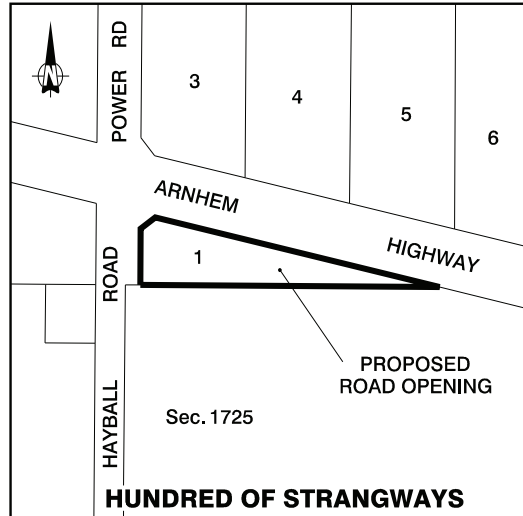 N
POWER RD
3
4
5
6
ARNHEM
HIGHWAY
1
ROAD
PROPOSED
ROAD OPENING
Sec. 1725
HAYBALL
HUNDRED OF STRANGWAYS